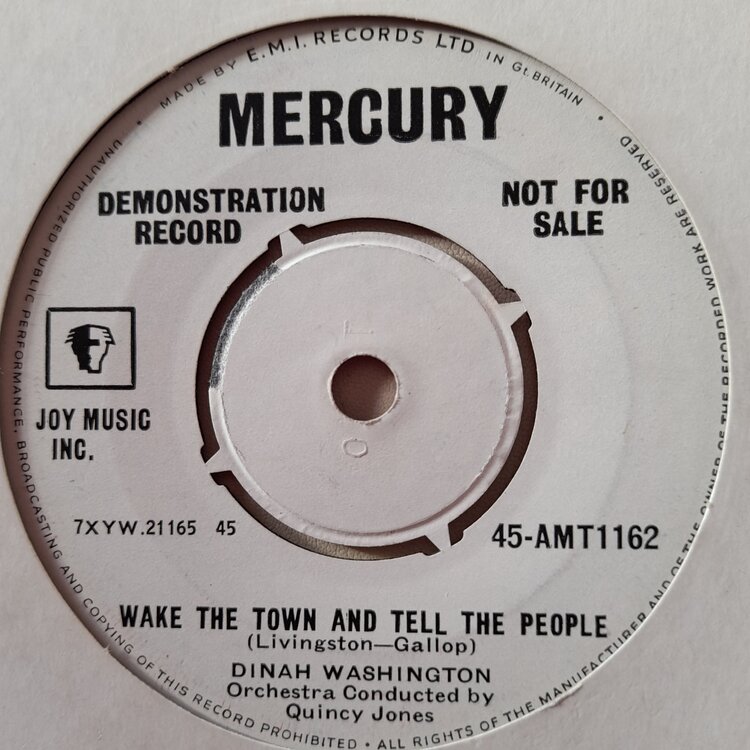 MADE BY E.M.I. RECORDS LTD IN GT. BRITAIN •
MERCURY
DEMONSTRATION
RECORD
NOT FOR
SALE
JOY MUSIC
INC.
7XYW.21165 45
45-AMT1162
1
0
WAKE THE TOWN AND TELL THE PEOPLE
(Livingston—Gallop)
DINAH WASHINGTON
Orchestra Conducted by
Quincy Jones
ALL RIGHTS OF THE MANUFACTURER AND OF THE OWNER OF THE RECORDED WORK ARE RESERVED
UNAUTHORIZED PUBLIC PERFORMANCE, BROADCASTING AND COPYING OF THIS RECORD PROHIBITED •